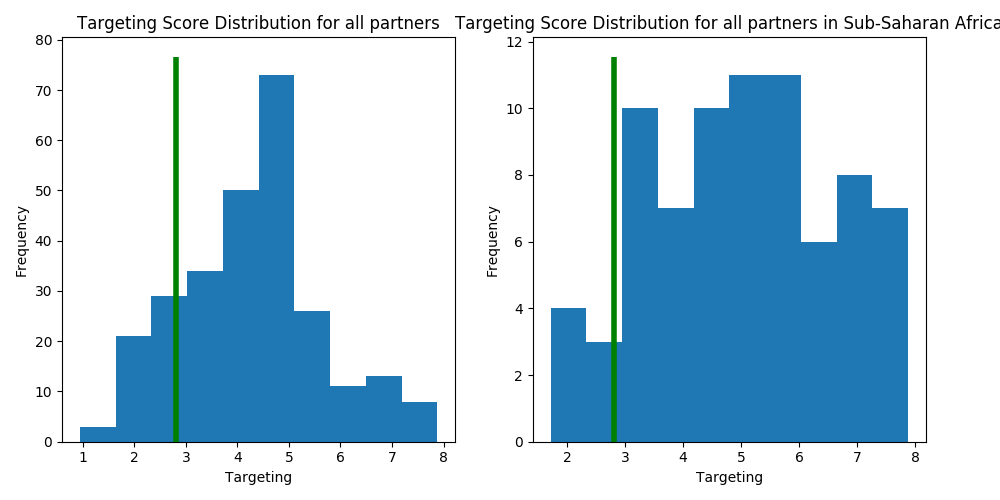 Targeting Score Distribution for all partners
80
70
60
50
40
30
20
10
0
Frequency
1 2 3 4 5 6 7 8
Targeting
Targeting Score Distribution for all partners in Sub-Saharan Africa
12
10
8
6
4
2
0
Frequency
2 3 4 5 6 7 8
Targeting